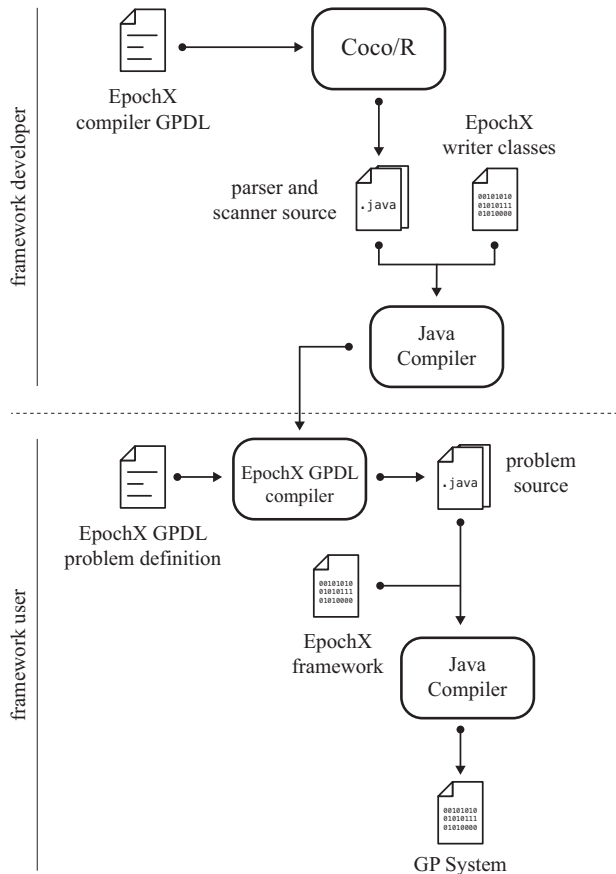 framework developer
Coco/R
EpochX
compiler GPDL
EpochX
writer classes
parser and
scanner source
.java
00101010
01010111
01010000
Java
Compiler
framework user
EpochX GPDL
compiler
.java
problem
source
EpochX GPDL
problem definition
00101010
01010111
01010000
EpochX
framework
Java
Compiler
00101010
01010111
01010000
GP System